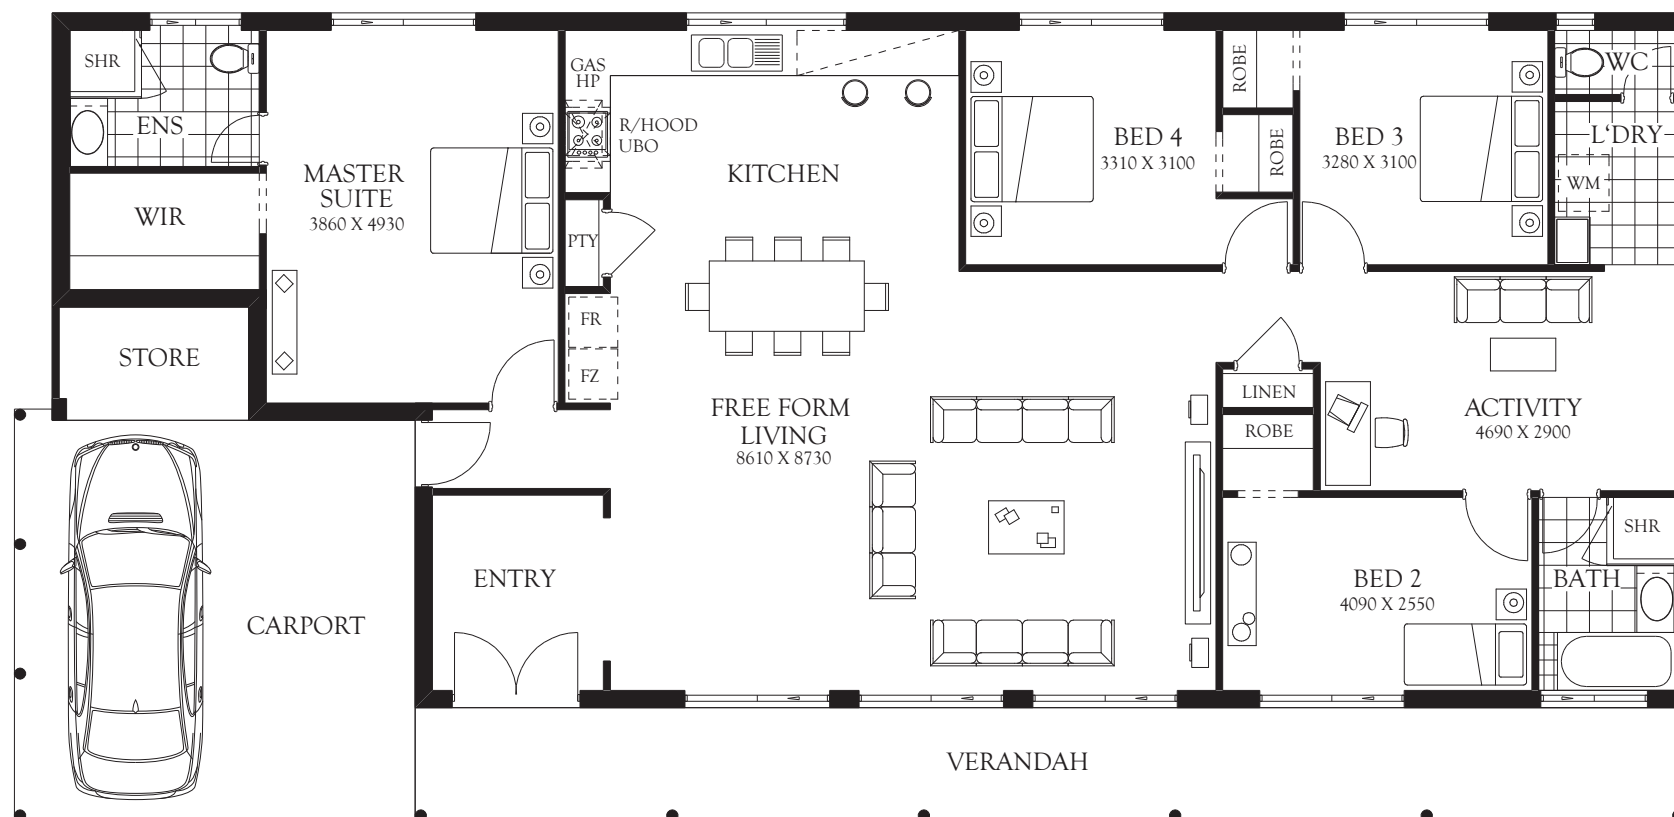 SHR
ENS
WIR
STORE
MASTER
SUITE
3860 X 4930
GAS
HP
R/HOOD
UBO
PTY
FR
FZ
KITCHEN
FREE FORM
LIVING
8610 X 8730
BED 4
3310 X 3100
ROBE
ROBE
BED 3
3280 X 3100
WC
L'DRY
WM
LINEN
ROBE
ACTIVITY
4690 X 2900
BED 2
4090 X 2550
SHR
BATH
ENTRY
CARPORT
VERANDAH